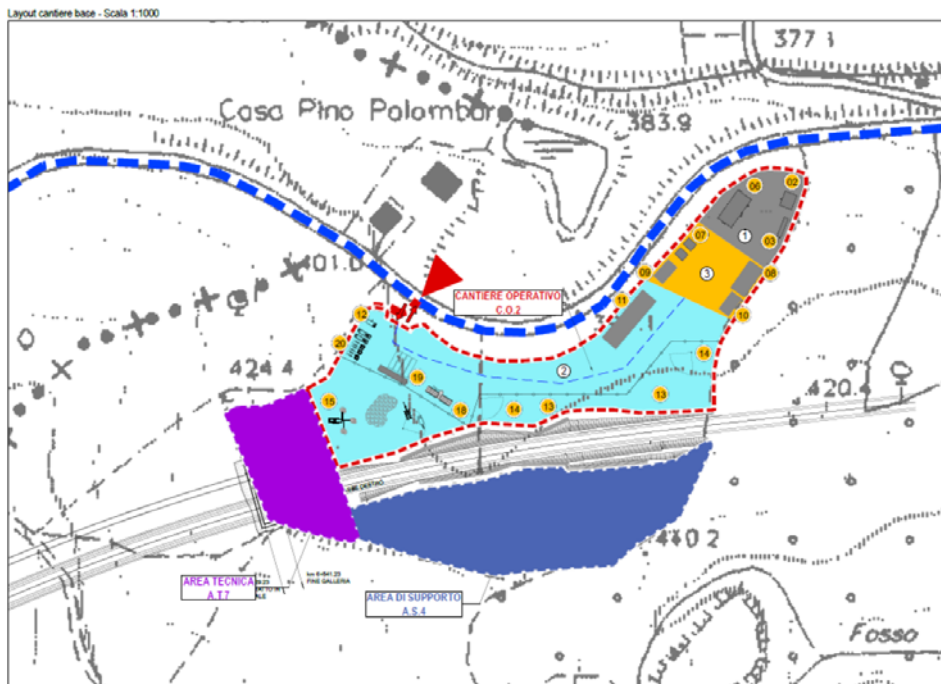 Layout cantiere base - Scala 1:1000
377 1
Casa Pino Palombar
383.9
06
02
1
07
03
3
09
08
401.0
CANTIERE OPERATIVO
C.O.2
11
10
12
20
2
14
424.4
19
420.4
15
18
14
13
13
440 2
AREA TECNICA
A.T.7
FINE GALLERIA
AREA DI SUPPORTO
A.S.4
Fosso